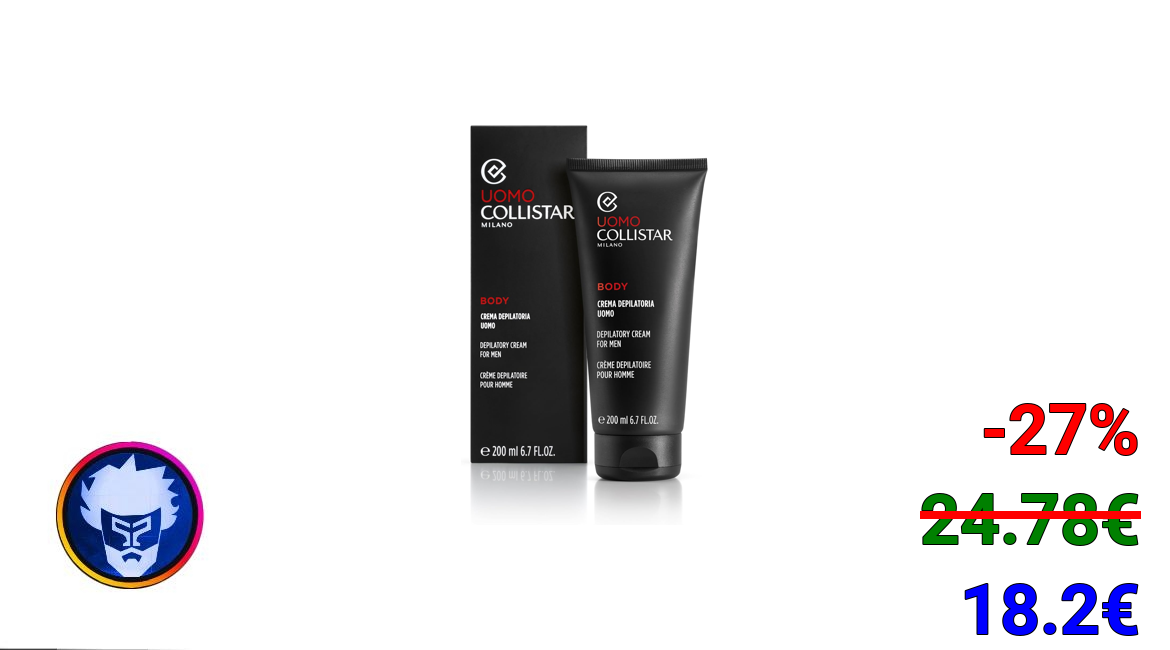 UOMO
COLLISTAR
MILANO
BODY
CREMA DEPILATORIA
UOMO
DEPILATORY CREAM
FOR MEN
CRÈME DEPILATOIRE
POUR HOMME
℮ 200 ml 6.7 FL.OZ.
UOMO
COLLISTAR
MILANO
BODY
CREMA DEPILATORIA
UOMO
DEPILATORY CREAM
FOR MEN
CRÈME DEPILATOIRE
POUR HOMME
℮ 200 ml 6.7 FL.OZ.
-27%
24.78€
18.2€